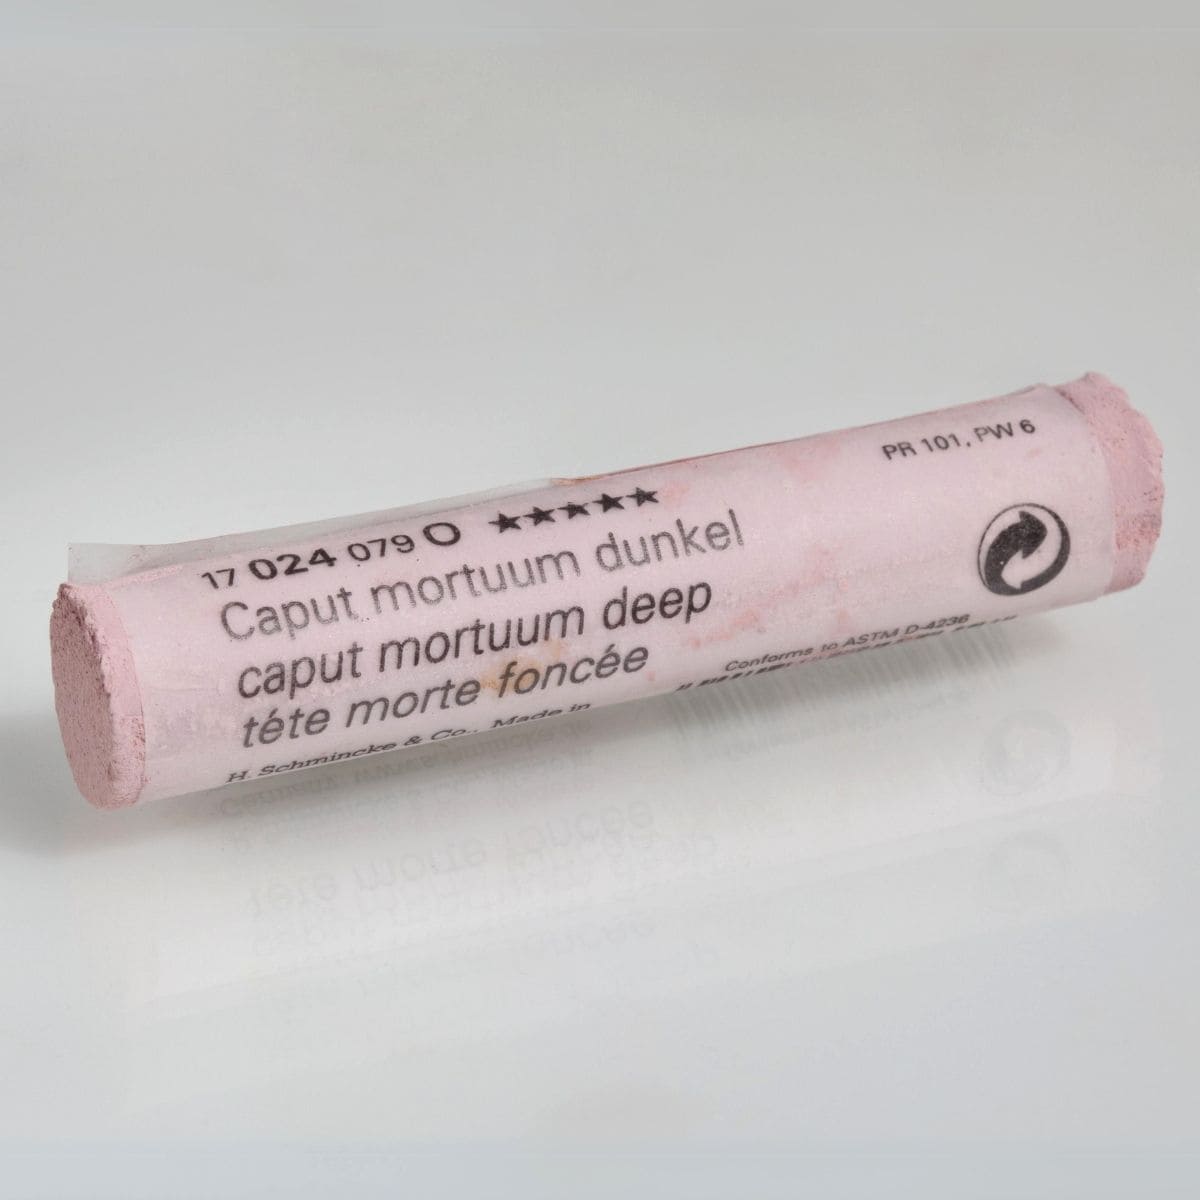 17 024 079 O ★★★★★
Caput mortuum dunkel
caput mortuum deep
téte morte foncée
H. Schmincke & Co., Made in
PR 101, PW 6
Conforms to ASTM D-4236